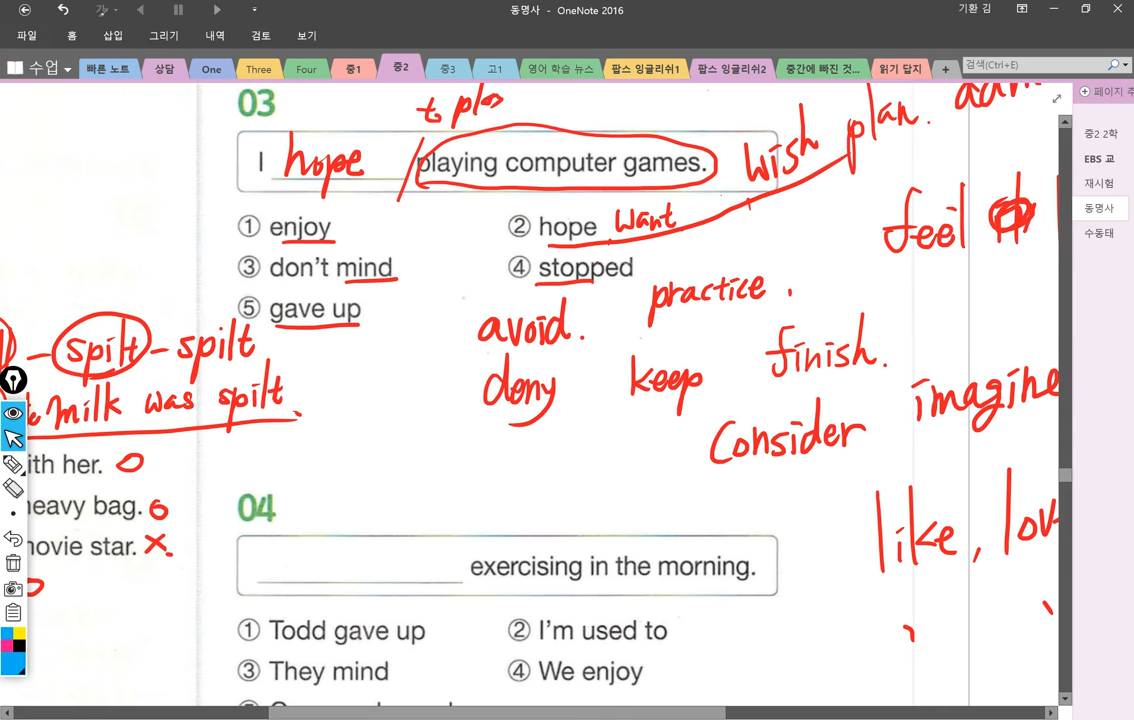 동명사 - OneNote 2016
기환 김
파일 홈 삽입 그리기 내역 검토 보기
수업 빠른 노트 상담 One Three Four 중1 중2 중3 고1 영어 학습 뉴스 팝스 잉글리쉬1 팝스 잉글리쉬2 중간에 빠진 것... 읽기 답지 + 검색(Ctrl+E)
페이지 추
중2 2학
EBS 교
재시험
동명사
수동태
03
I hope / playing computer games.
wish plan.
① enjoy ② hope want
③ don't mind ④ stopped
⑤ gave up
practice.
avoid.
finish.
deny keep
imagine
Consider
feel
like, lov
- spilt - spilt
milk was spilt.
ith her. O
heavy bag. O
movie star. X.
04
exercising in the morning.
① Todd gave up ② I'm used to
③ They mind ④ We enjoy